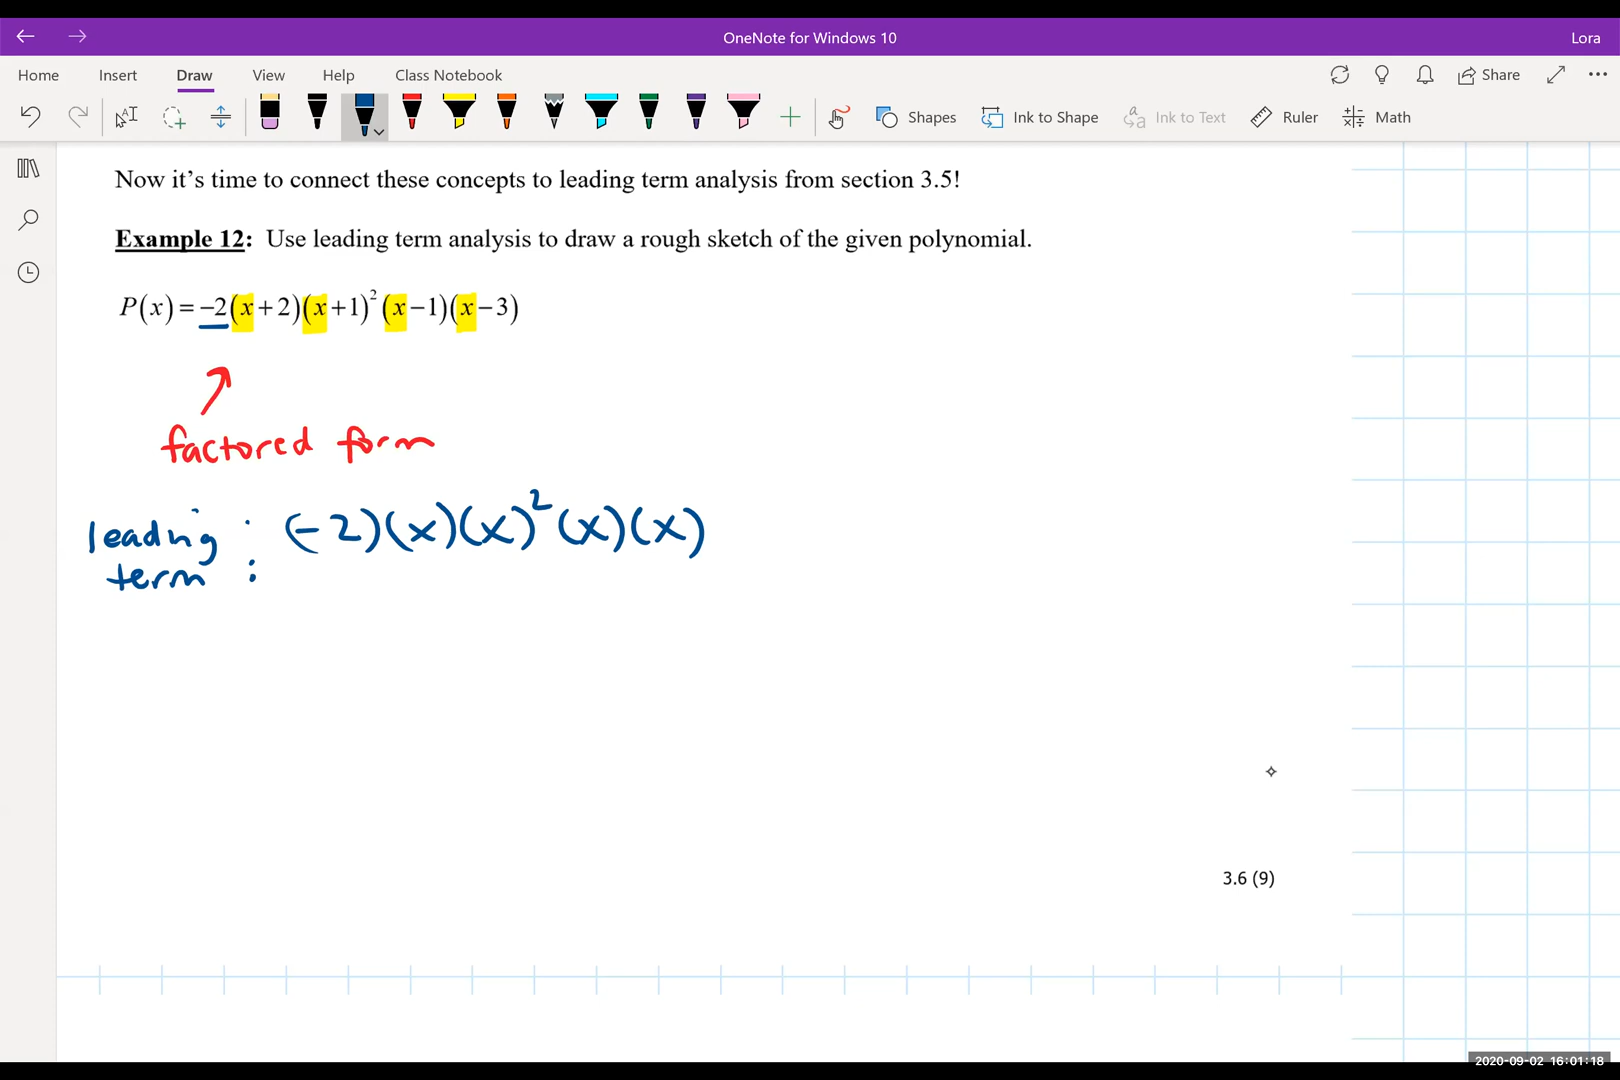 OneNote for Windows 10
Lora
Home Insert Draw View Help Class Notebook
Share
Shapes Ink to Shape Ink to Text Ruler Math
Now it's time to connect these concepts to leading term analysis from section 3.5!
Example 12: Use leading term analysis to draw a rough sketch of the given polynomial.
P(x) = −2(x+2)(x+1)²(x−1)(x−3)
factored form
leading term : (-2)(x)(x)²(x)(x)
3.6 (9)
2020-09-02 16:01:18